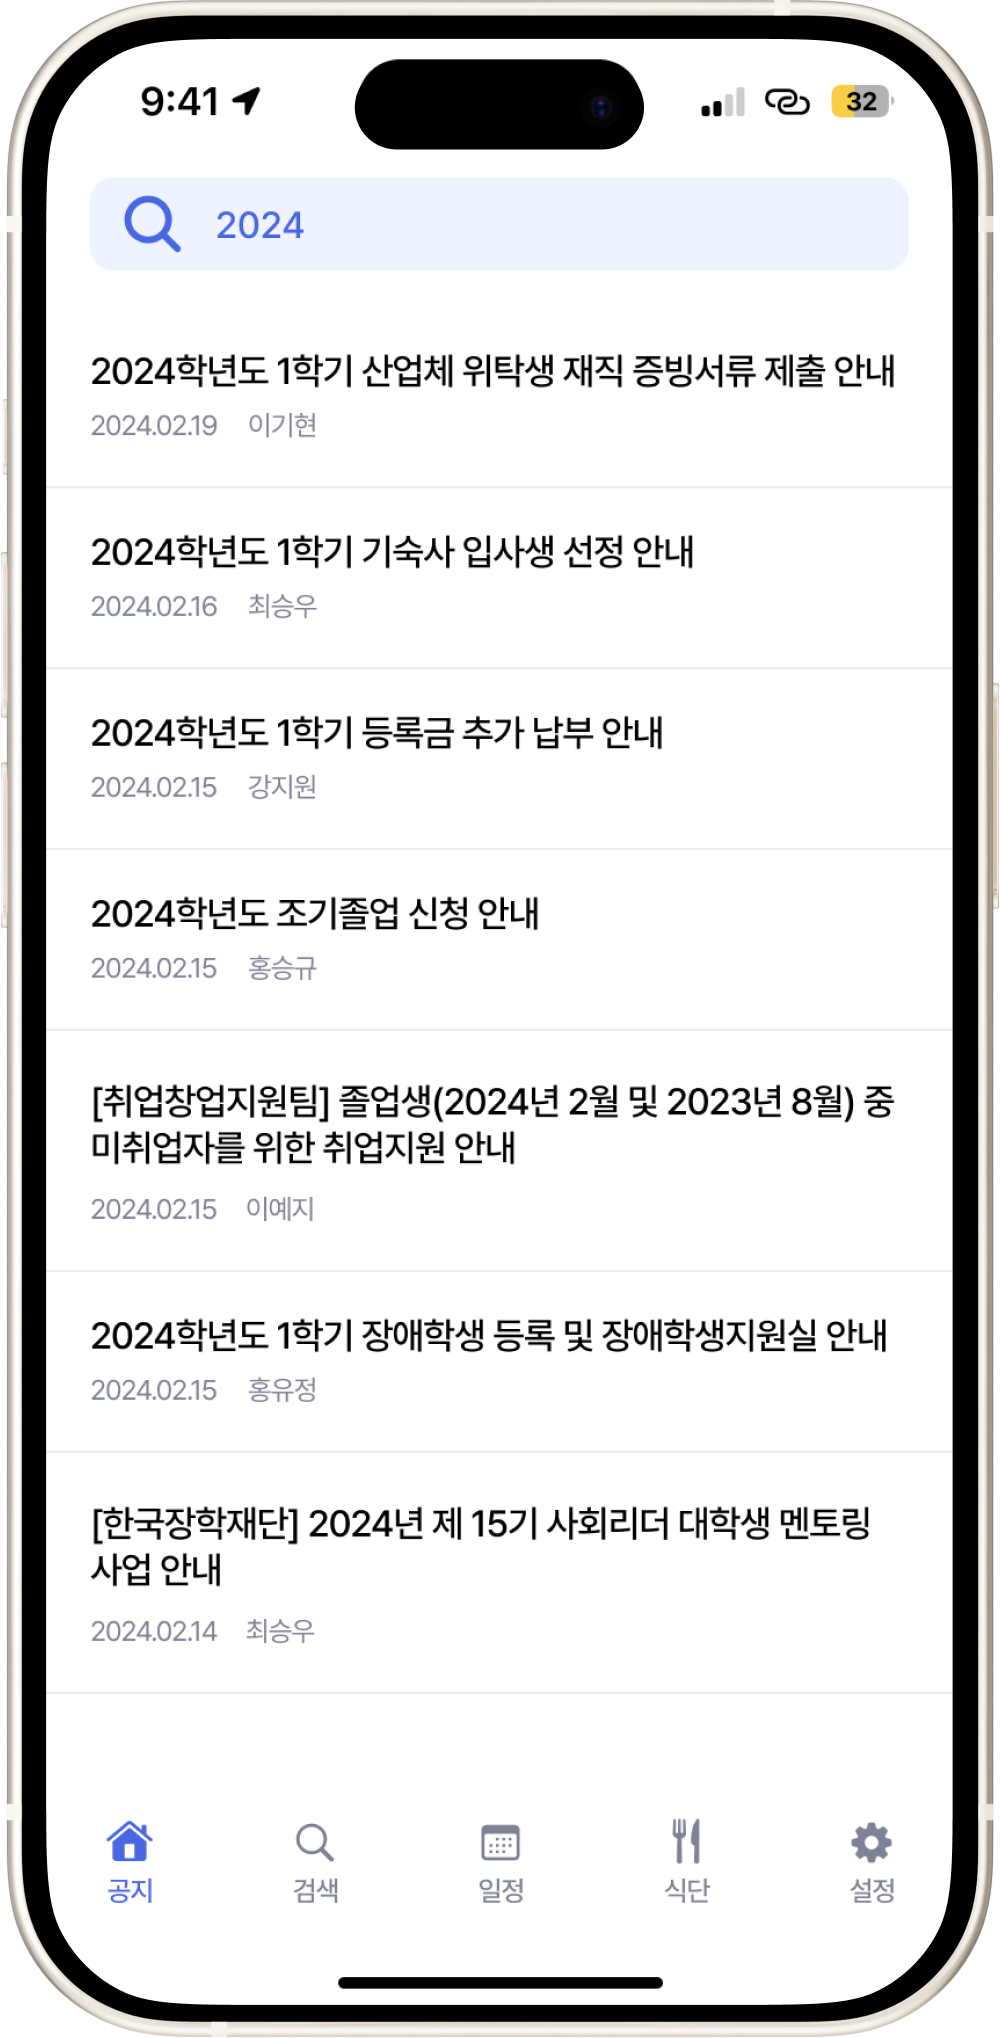 9:41
32
2024
2024학년도 1학기 산업체 위탁생 재직 증빙서류 제출 안내
2024.02.19 이기현
2024학년도 1학기 기숙사 입사생 선정 안내
2024.02.16 최승우
2024학년도 1학기 등록금 추가 납부 안내
2024.02.15 강지원
2024학년도 조기졸업 신청 안내
2024.02.15 홍승규
[취업창업지원팀] 졸업생(2024년 2월 및 2023년 8월) 중
미취업자를 위한 취업지원 안내
2024.02.15 이예지
2024학년도 1학기 장애학생 등록 및 장애학생지원실 안내
2024.02.15 홍유정
[한국장학재단] 2024년 제 15기 사회리더 대학생 멘토링
사업 안내
2024.02.14 최승우
공지 검색 일정 식단 설정